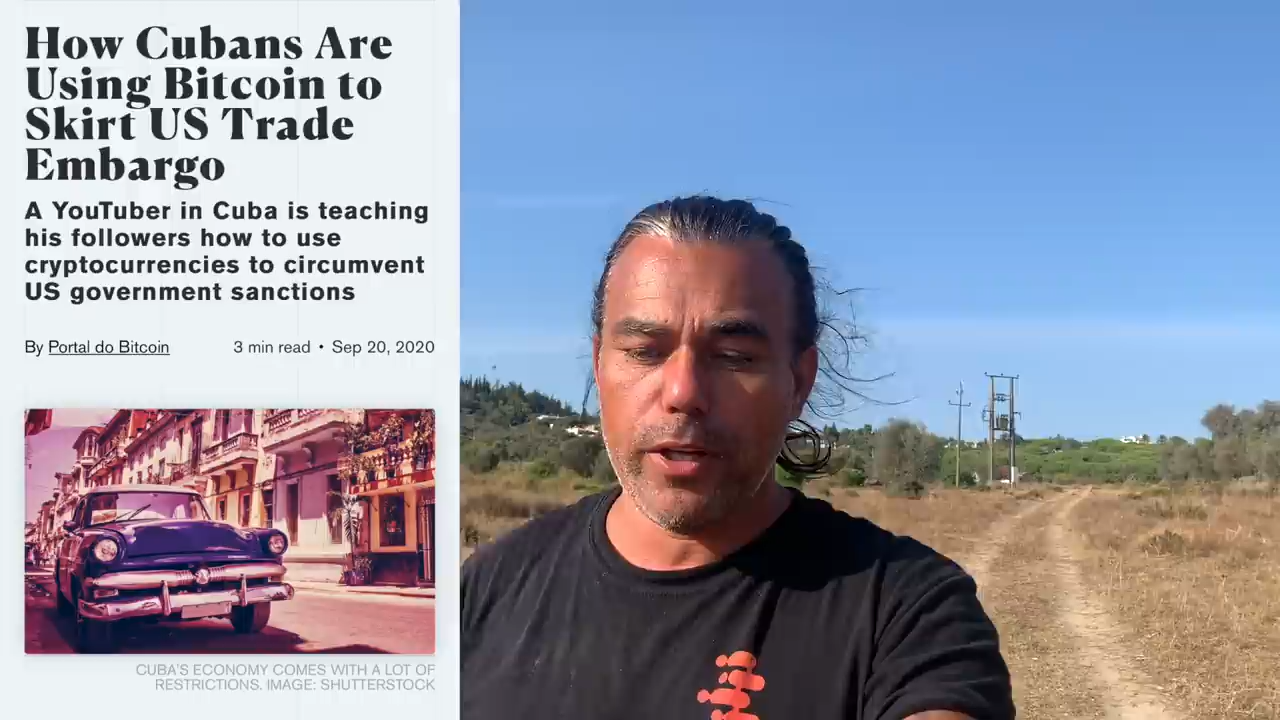 How Cubans Are
Using Bitcoin to
Skirt US Trade
Embargo
A YouTuber in Cuba is teaching
his followers how to use
cryptocurrencies to circumvent
US government sanctions
By Portal do Bitcoin 3 min read • Sep 20, 2020
CUBA'S ECONOMY COMES WITH A LOT OF
RESTRICTIONS. IMAGE: SHUTTERSTOCK